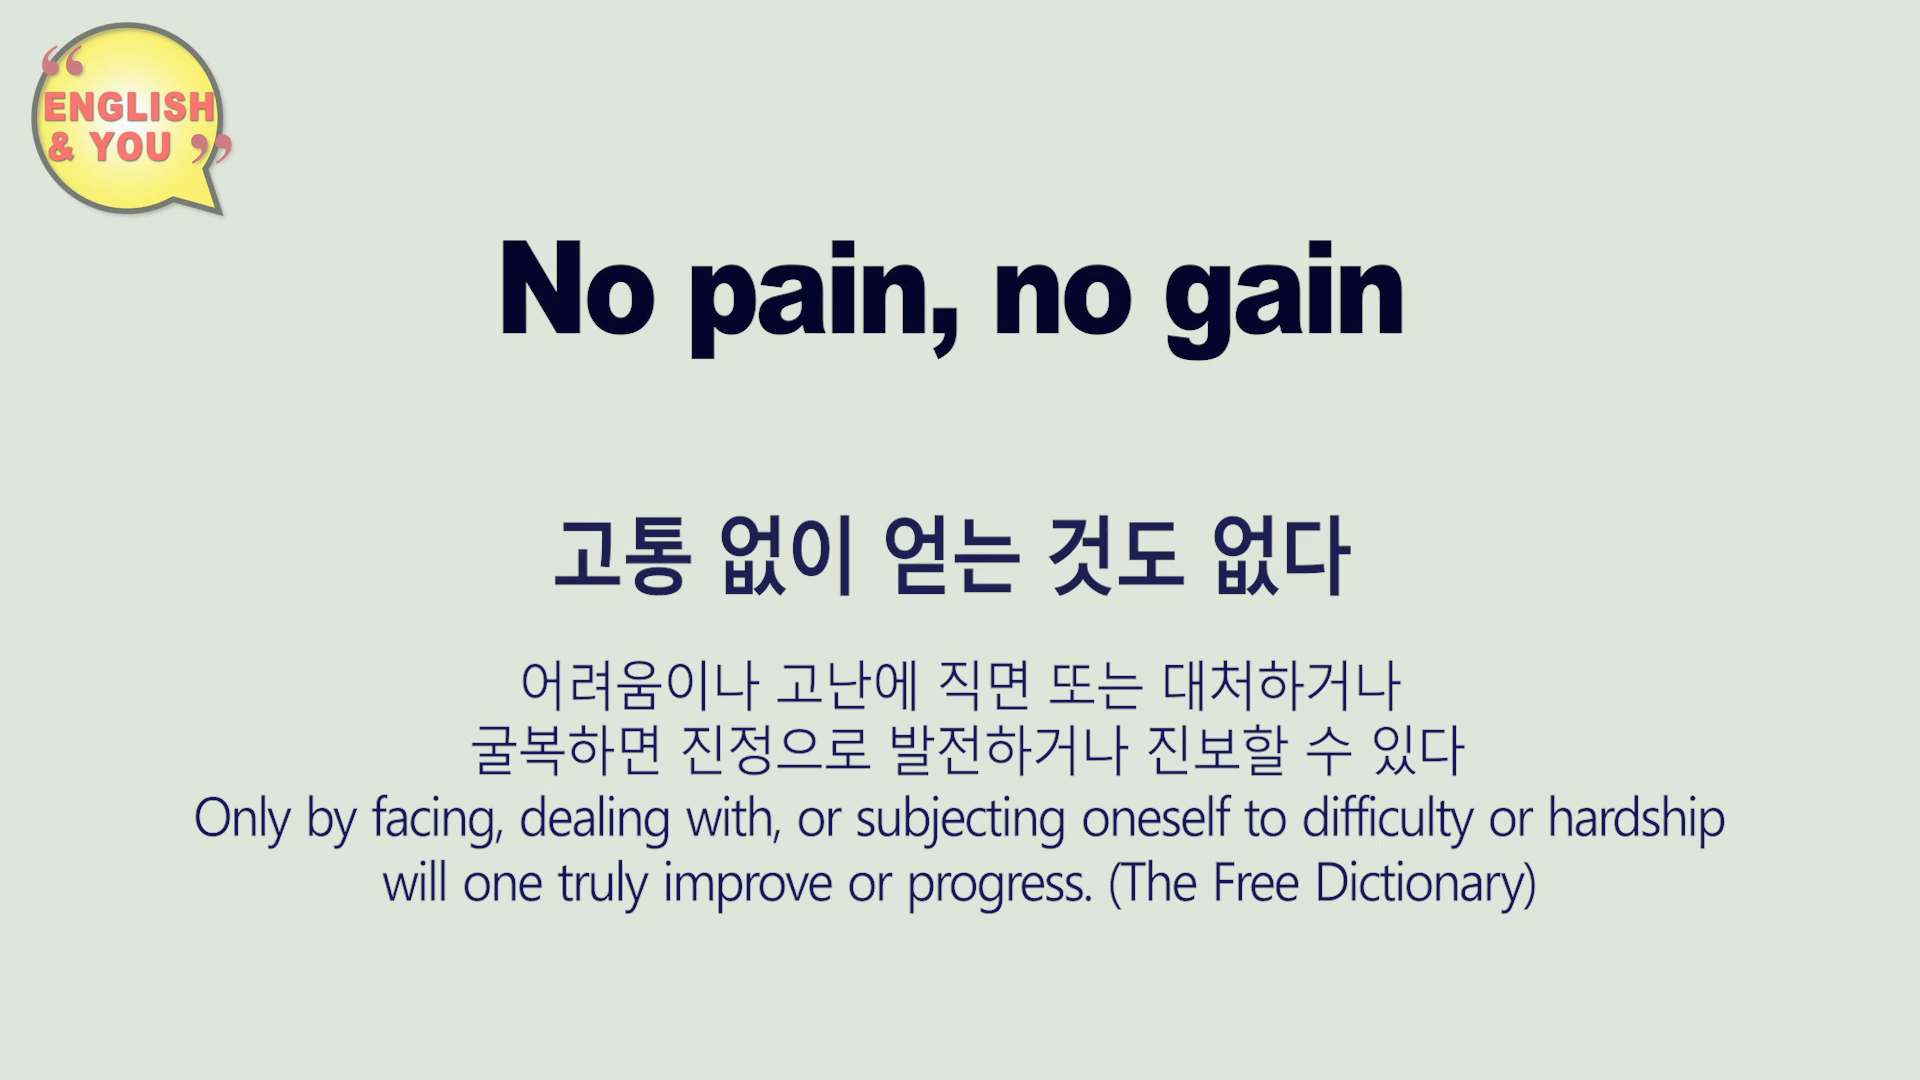 “ENGLISH
& YOU”
No pain, no gain
고통 없이 얻는 것도 없다
어려움이나 고난에 직면 또는 대처하거나
굴복하면 진정으로 발전하거나 진보할 수 있다
Only by facing, dealing with, or subjecting oneself to difficulty or hardship
will one truly improve or progress. (The Free Dictionary)